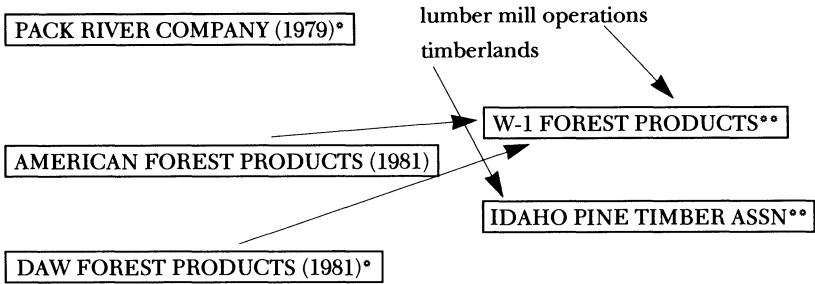 lumber mill operations
PACK RIVER COMPANY (1979)*
timberlands
W-1 FOREST PRODUCTS**
AMERICAN FOREST PRODUCTS (1981)
IDAHO PINE TIMBER ASSN**
DAW FOREST PRODUCTS (1981)*